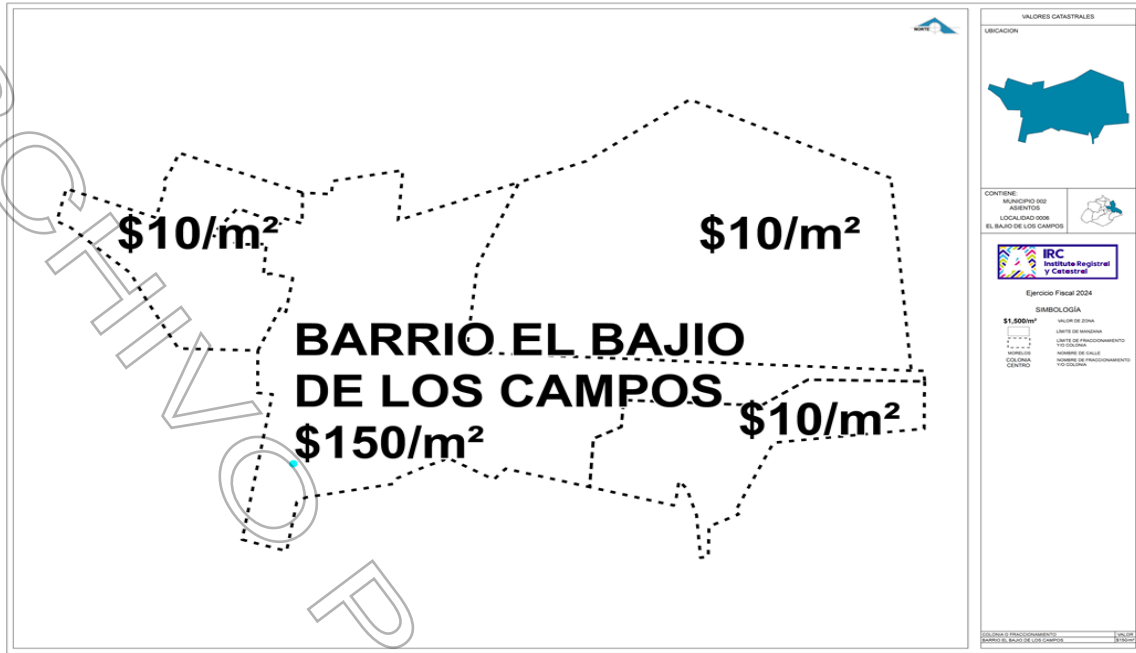 NORTE
$10/m²
$10/m²
BARRIO EL BAJIO
DE LOS CAMPOS
$150/m²
$10/m²
CHIVO P
VALORES CATASTRALES
UBICACION
CONTIENE:
MUNICIPIO 002
ASIENTOS
LOCALIDAD 0006
EL BAJIO DE LOS CAMPOS
IRC
Instituto Registral
y Catastral
Ejercicio Fiscal 2024
SIMBOLOGÍA
$1,500/m² VALOR DE ZONA
LÍMITE DE MANZANA
LÍMITE DE FRACCIONAMIENTO
Y/O COLONIA
MORELOS NOMBRE DE CALLE
COLONIA NOMBRE DE FRACCIONAMIENTO
CENTRO Y/O COLONIA
COLONIA O FRACCIONAMIENTO VALOR
BARRIO EL BAJIO DE LOS CAMPOS $150/m²